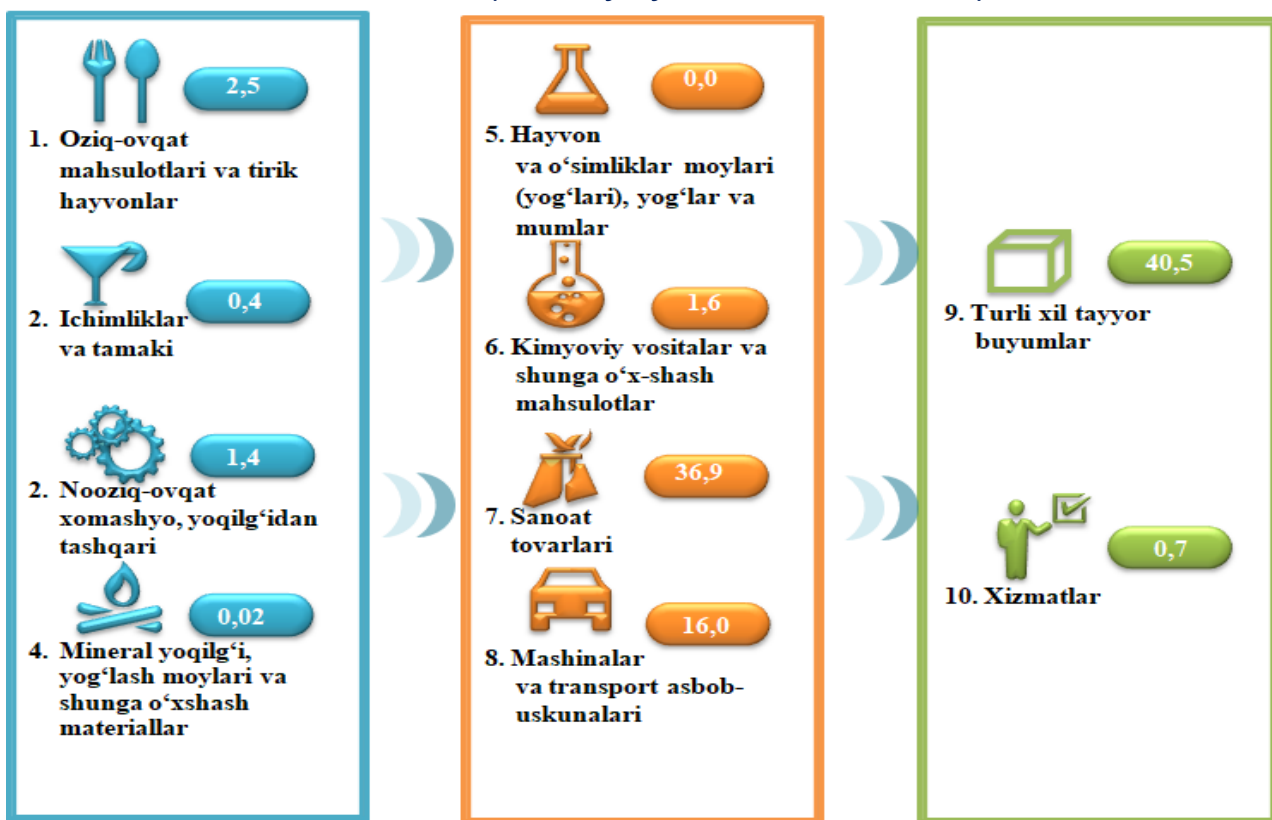 2,5
1. Oziq-ovqat
mahsulotlari va tirik
hayvonlar
0,4
2. Ichimliklar
va tamaki
1,4
2. Nooziq-ovqat
xomashyo, yoqilg‘idan
tashqari
0,02
4. Mineral yoqilg‘i,
yog‘lash moylari va
shunga o‘xshash
materiallar
0,0
5. Hayvon
va o‘simliklar moylari
(yog‘lari), yog‘lar va
mumlar
1,6
6. Kimyoviy vositalar va
shunga o‘x-shash
mahsulotlar
36,9
7. Sanoat
tovarlari
16,0
8. Mashinalar
va transport asbob-
uskunalari
40,5
9. Turli xil tayyor
buyumlar
0,7
10. Xizmatlar